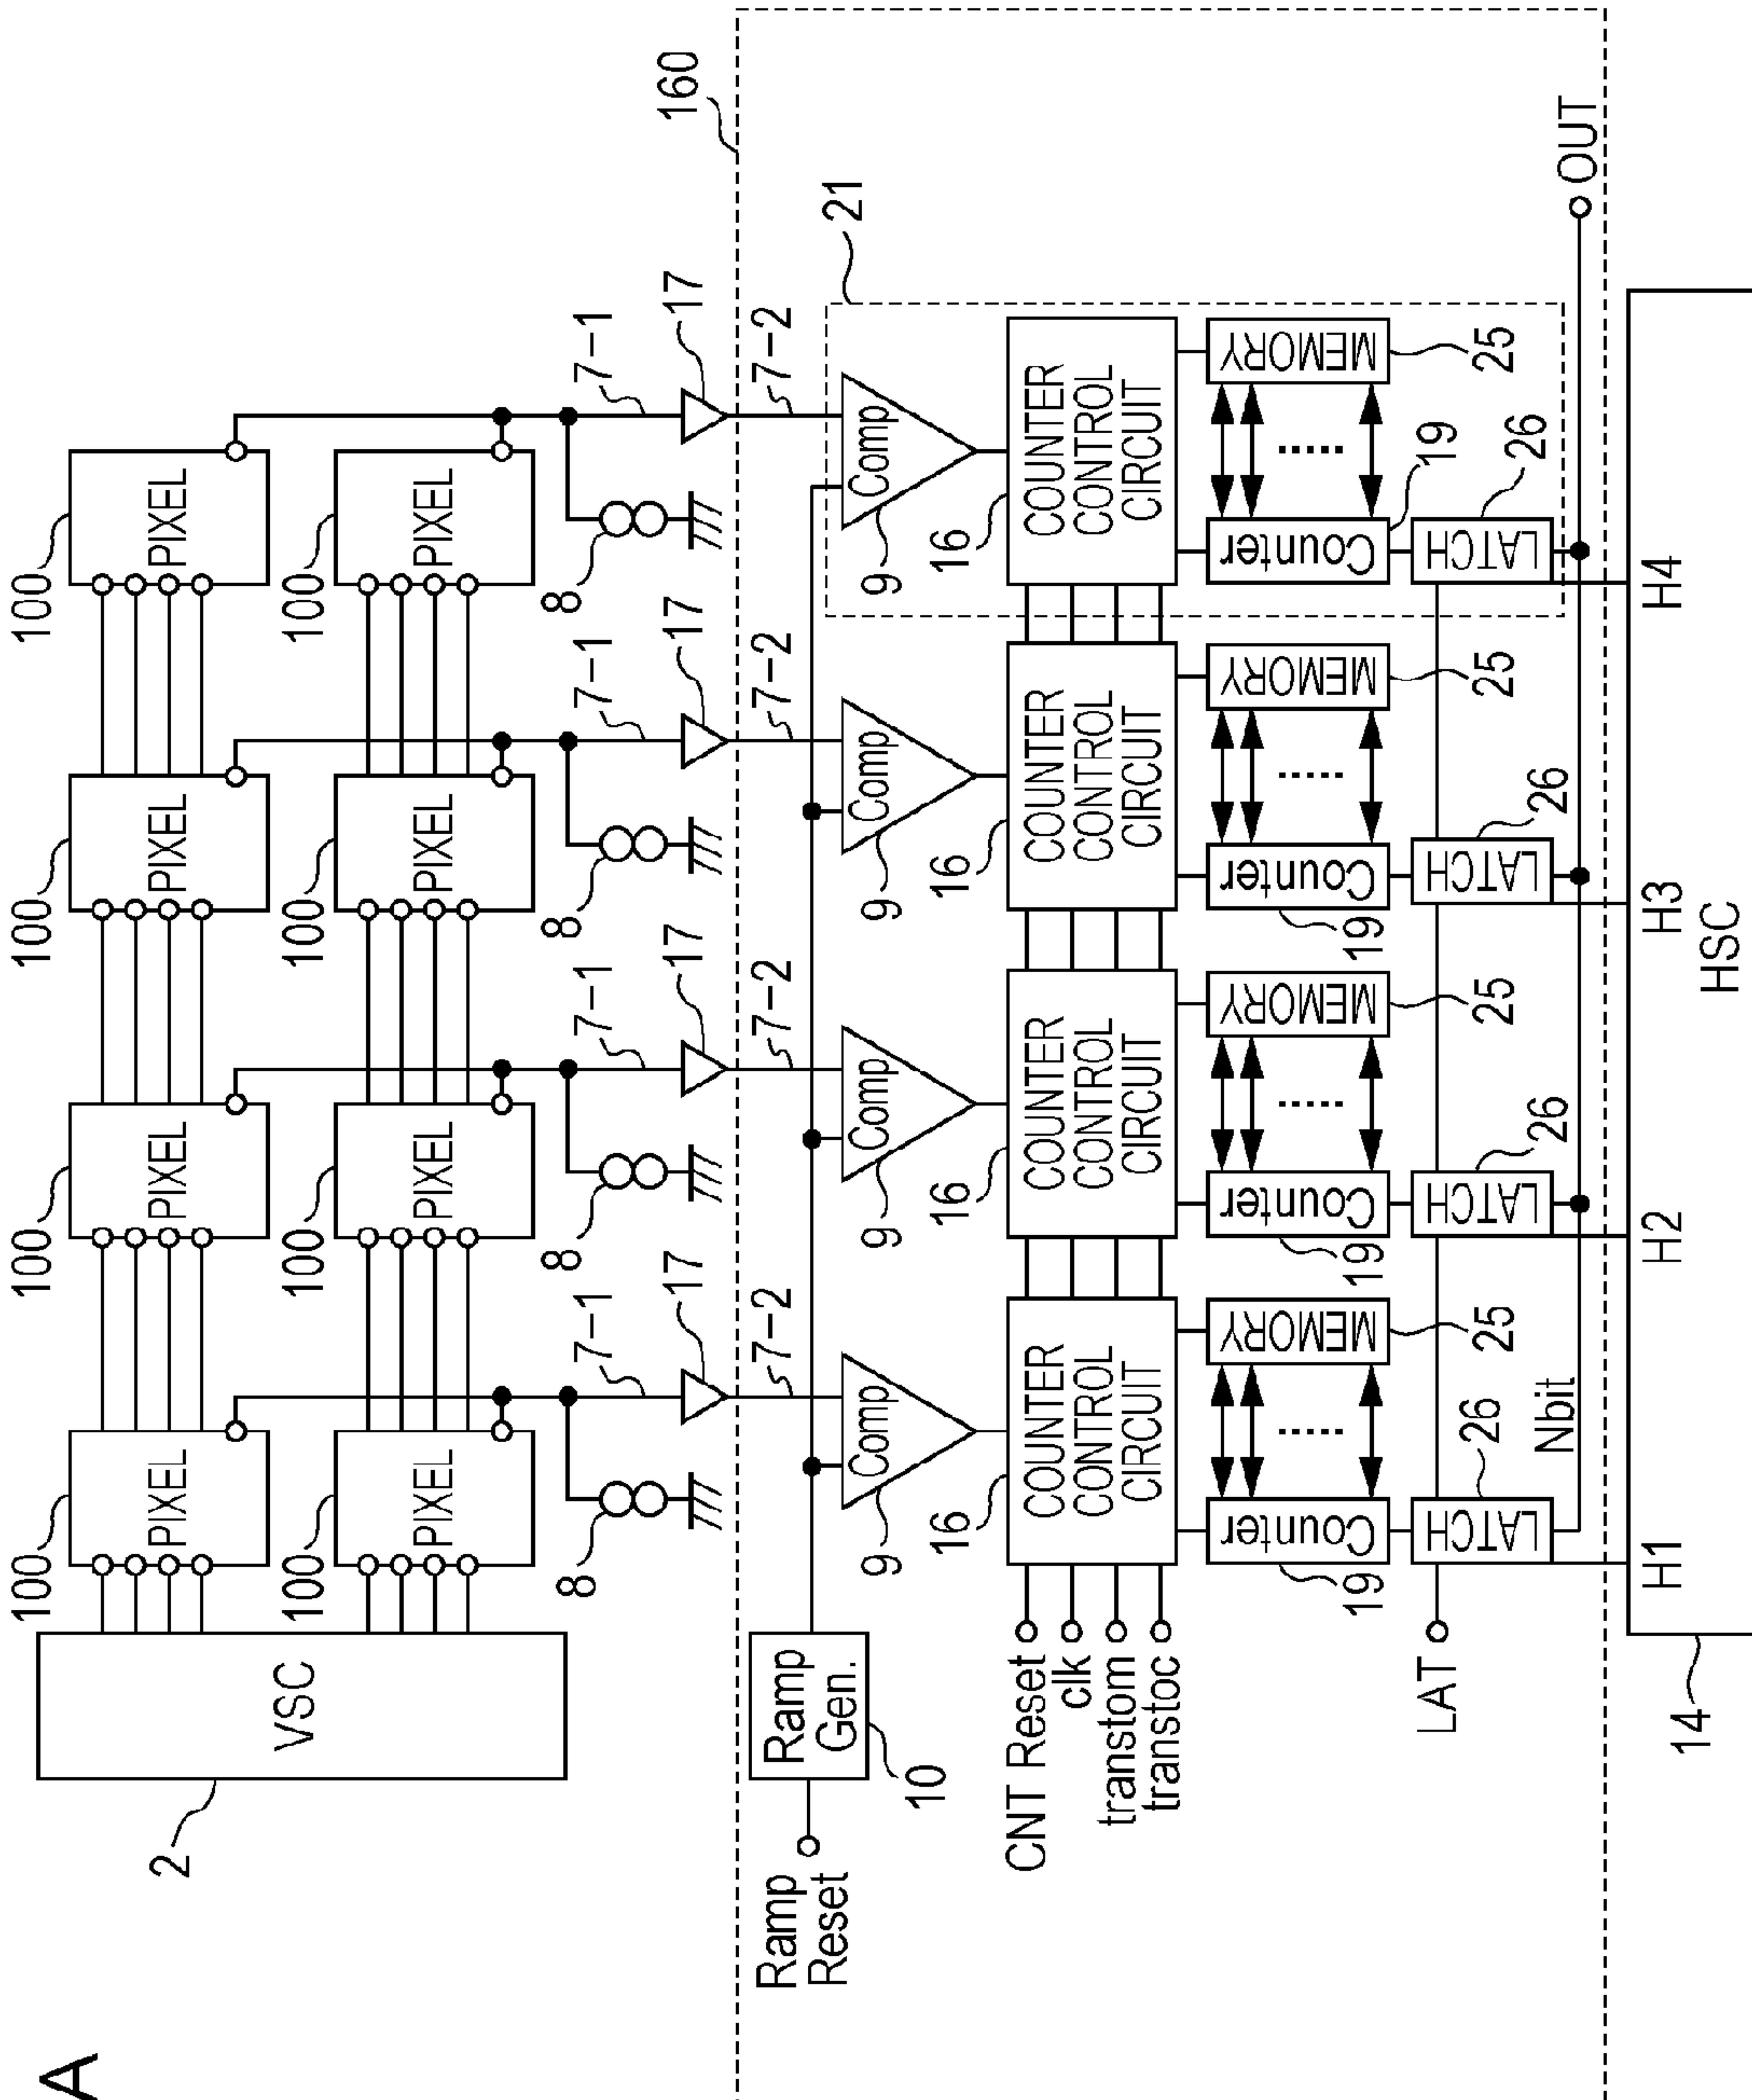 A
2
VSC
100
PIXEL
100
PIXEL
100
PIXEL
100
PIXEL
100
PIXEL
100
PIXEL
100
PIXEL
100
PIXEL
8
8
8
8
7-1
7-1
7-1
7-1
17
17
17
17
160
7-2
7-2
7-2
7-2
Ramp
Reset
Ramp
Gen.
10
21
Comp
Comp
Comp
Comp
9
9
9
9
16
16
16
16
CNT Reset
clk
transtom
transtoc
COUNTER
CONTROL
CIRCUIT
COUNTER
CONTROL
CIRCUIT
COUNTER
CONTROL
CIRCUIT
COUNTER
CONTROL
CIRCUIT
Counter
MEMORY
Counter
MEMORY
Counter
MEMORY
Counter
MEMORY
19
25
19
25
19
25
19
25
LAT
LATCH
26
LATCH
26
LATCH
26
LATCH
26
Nbit
OUT
H1
H2
H3
H4
14
HSC